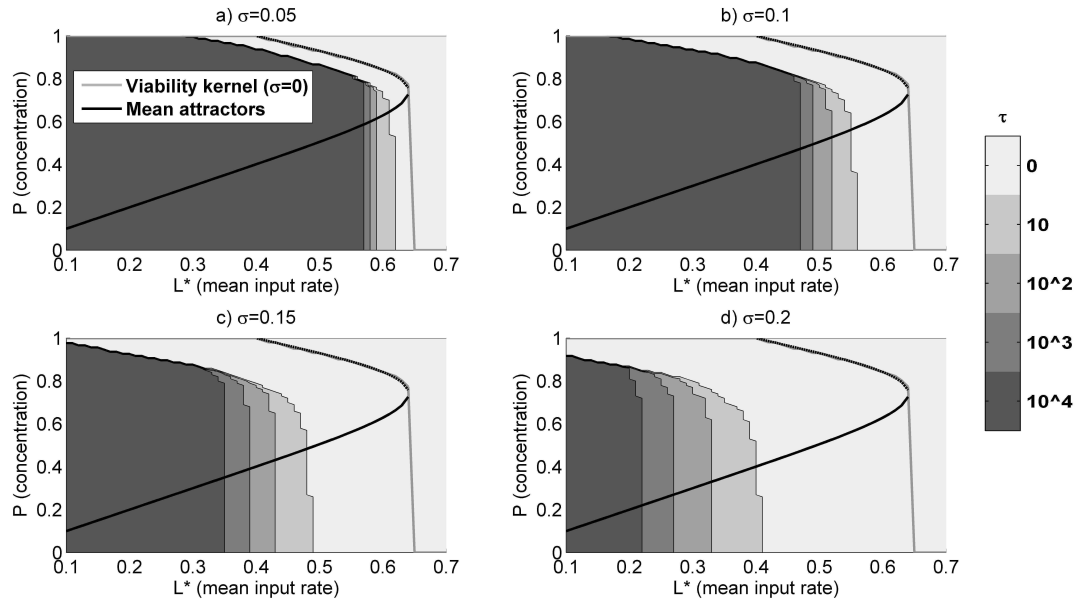 a) σ=0.05
1
0.8
0.6
0.4
0.2
0
P (concentration)
Viability kernel (σ=0)
Mean attractors
0.1 0.2 0.3 0.4 0.5 0.6 0.7
L* (mean input rate)
b) σ=0.1
1
0.8
0.6
0.4
0.2
0
P (concentration)
0.1 0.2 0.3 0.4 0.5 0.6 0.7
L* (mean input rate)
τ
0
10
10^2
10^3
10^4
c) σ=0.15
1
0.8
0.6
0.4
0.2
0
P (concentration)
0.1 0.2 0.3 0.4 0.5 0.6 0.7
L* (mean input rate)
d) σ=0.2
1
0.8
0.6
0.4
0.2
0
P (concentration)
0.1 0.2 0.3 0.4 0.5 0.6 0.7
L* (mean input rate)